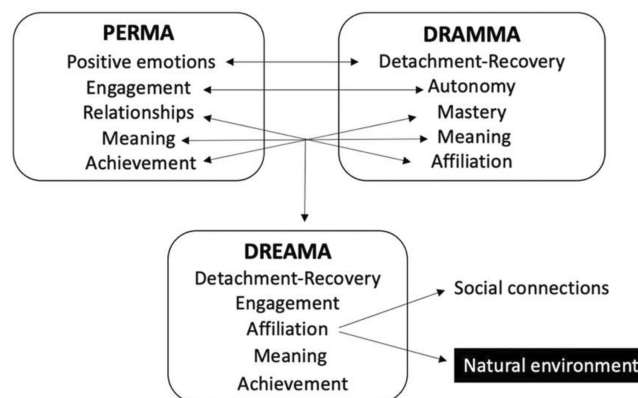 PERMA
Positive emotions
Engagement
Relationships
Meaning
Achievement
DRAMMA
Detachment-Recovery
Autonomy
Mastery
Meaning
Affiliation
DREAMA
Detachment-Recovery
Engagement
Affiliation
Meaning
Achievement
Social connections
Natural environment